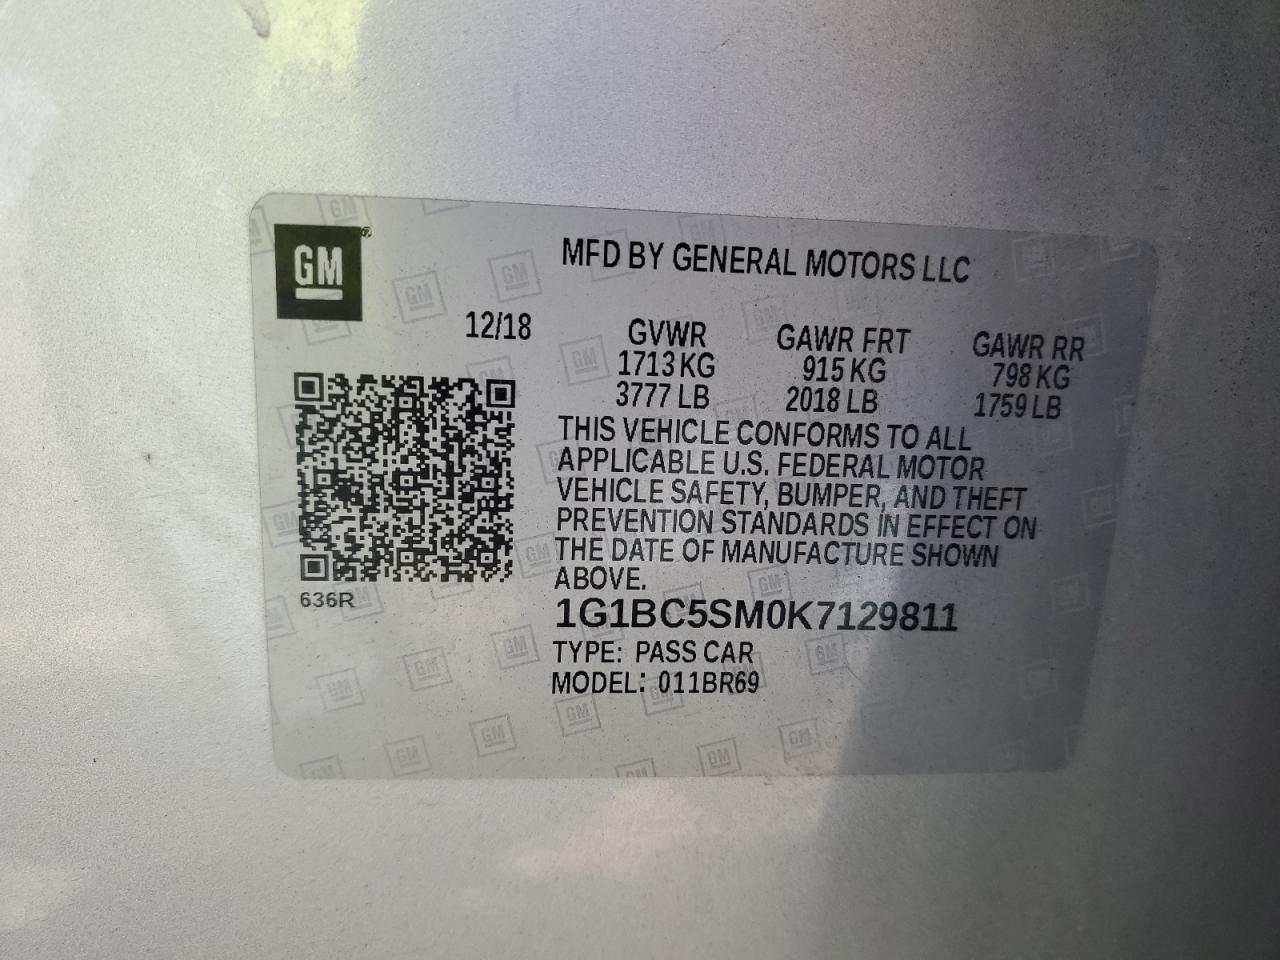 GM®
MFD BY GENERAL MOTORS LLC
12/18
GVWR GAWR FRT GAWR RR
1713 KG 915 KG 798 KG
3777 LB 2018 LB 1759 LB
THIS VEHICLE CONFORMS TO ALL
APPLICABLE U.S. FEDERAL MOTOR
VEHICLE SAFETY, BUMPER, AND THEFT
PREVENTION STANDARDS IN EFFECT ON
THE DATE OF MANUFACTURE SHOWN
ABOVE.
636R
1G1BC5SM0K7129811
TYPE: PASS CAR
MODEL: 011BR69